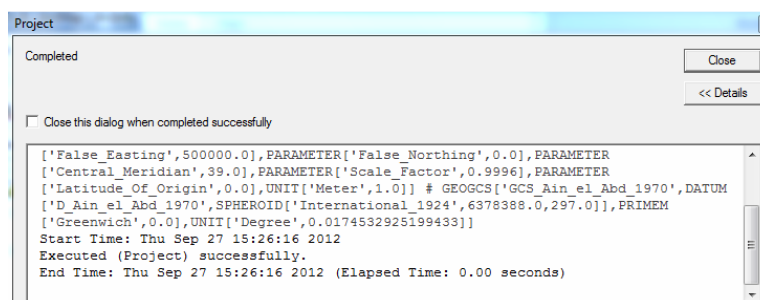 Project
Completed
Close
<< Details
Close this dialog when completed successfully
['False_Easting',500000.0],PARAMETER['False_Northing',0.0],PARAMETER
['Central_Meridian',39.0],PARAMETER['Scale_Factor',0.9996],PARAMETER
['Latitude_Of_Origin',0.0],UNIT['Meter',1.0]] # GEOGCS['GCS_Ain_el_Abd_1970',DATUM
['D_Ain_el_Abd_1970',SPHEROID['International_1924',6378388.0,297.0]],PRIMEM
['Greenwich',0.0],UNIT['Degree',0.0174532925199433]]
Start Time: Thu Sep 27 15:26:16 2012
Executed (Project) successfully.
End Time: Thu Sep 27 15:26:16 2012 (Elapsed Time: 0.00 seconds)